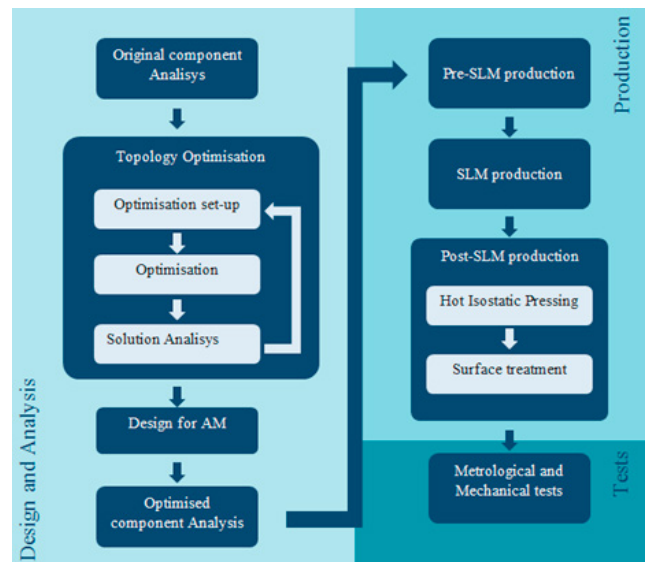 Original component
Analisys
Topology Optimisation
Optimisation set-up
Optimisation
Solution Analisys
Design for AM
Optimised
component Analysis
Design and Analysis
Pre-SLM production
SLM production
Post-SLM production
Hot Isostatic Pressing
Surface treatment
Production
Metrological and
Mechanical tests
Tests